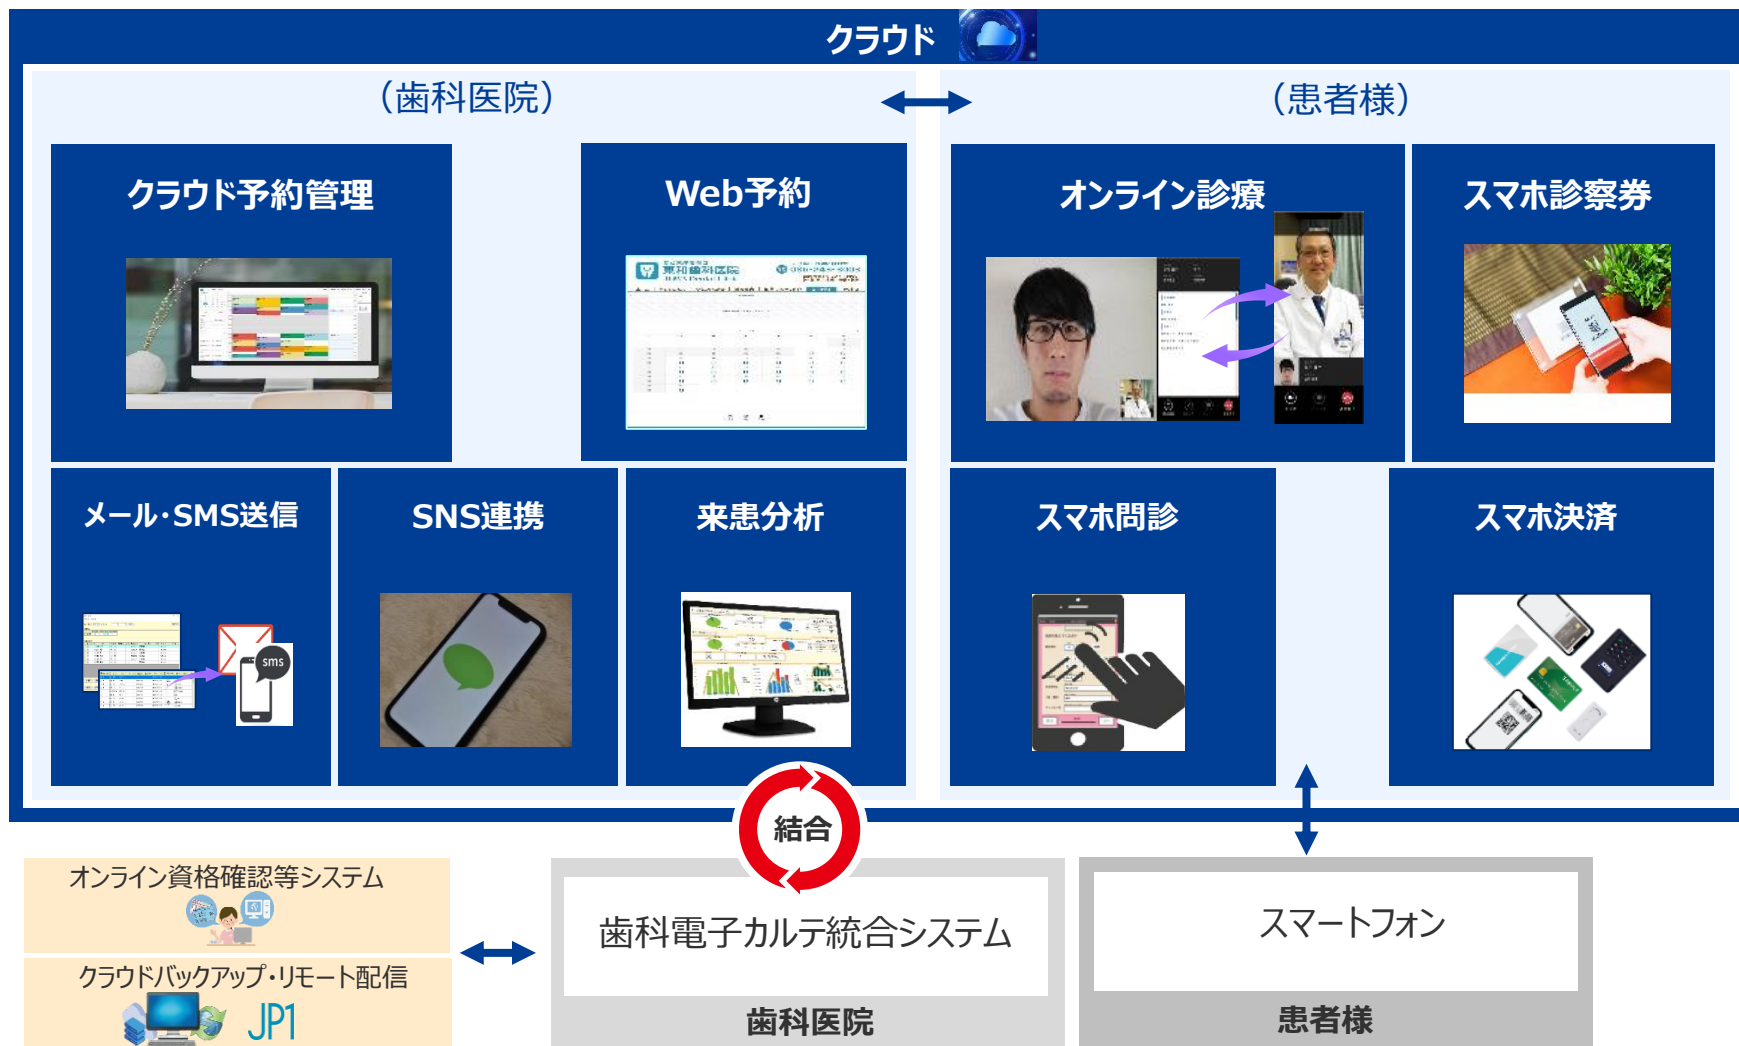 クラウド
（歯科医院）
（患者様）
クラウド予約管理
Web予約
オンライン診療
スマホ診察券
東和歯科医院
メール・SMS送信
SNS連携
来患分析
スマホ問診
スマホ決済
sms
結合
オンライン資格確認等システム
歯科電子カルテ統合システム
スマートフォン
クラウドバックアップ・リモート配信
JP1
歯科医院
患者様